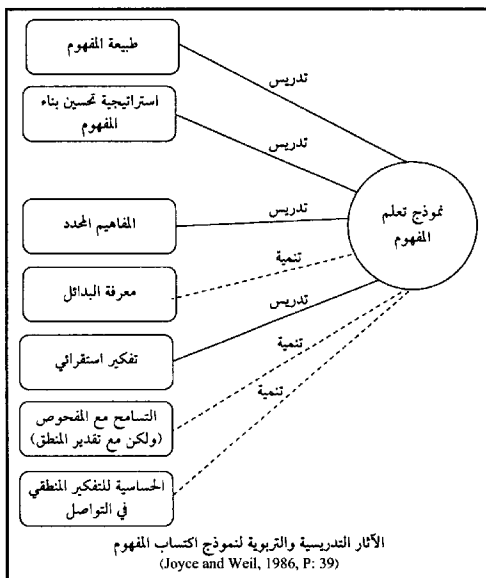 طبيعة المفهوم
تدريس
استراتيجية تحسين بناء
المفهوم
تدريس
نموذج تعلم
المفهوم
تدريس
المفاهيم المحدد
تنمية
معرفة البدائل
تدريس
تفكير استقرائي
تنمية
التسامح مع المفحوص
(ولكن مع تقدير المنطق)
تنمية
الحساسية للتفكير المنطقي
في التواصل
الآثار التدريسية والتربوية لنموذج اكتساب المفهوم
(Joyce and Weil, 1986, P: 39)